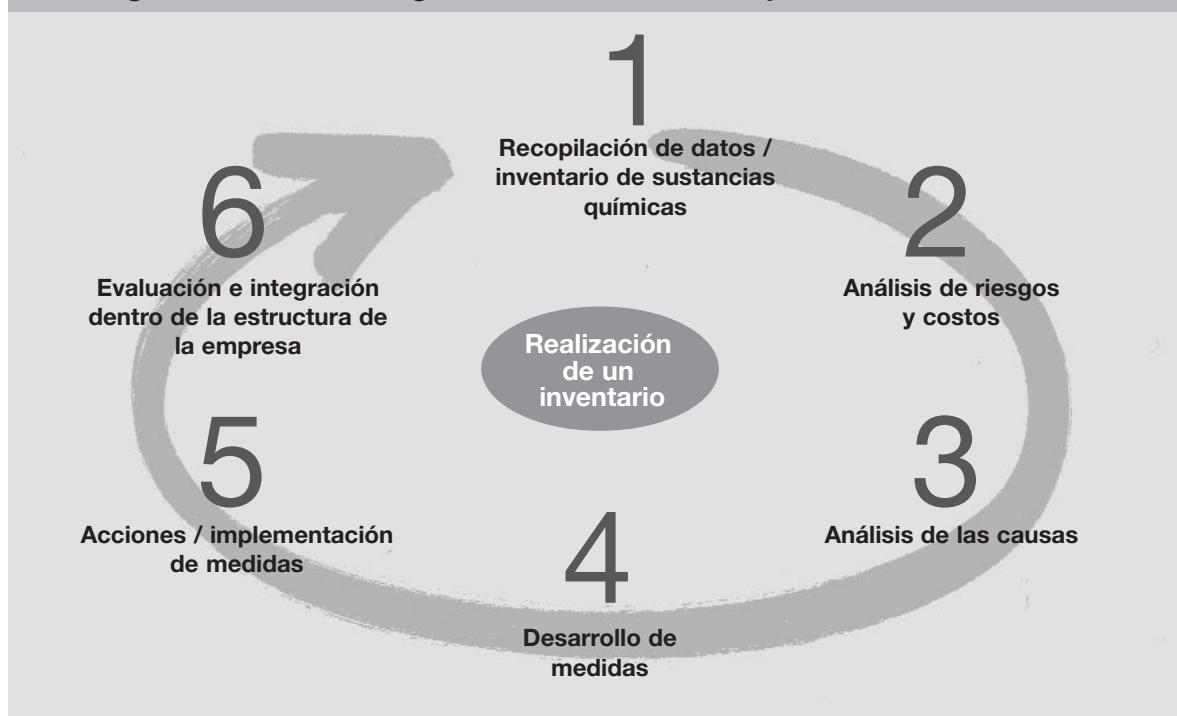 1
Recopilación de datos /
inventario de sustancias
químicas
2
Análisis de riesgos
y costos
3
Análisis de las causas
4
Desarrollo de
medidas
5
Acciones / implementación
de medidas
6
Evaluación e integración
dentro de la estructura de
la empresa
Realización
de un
inventario